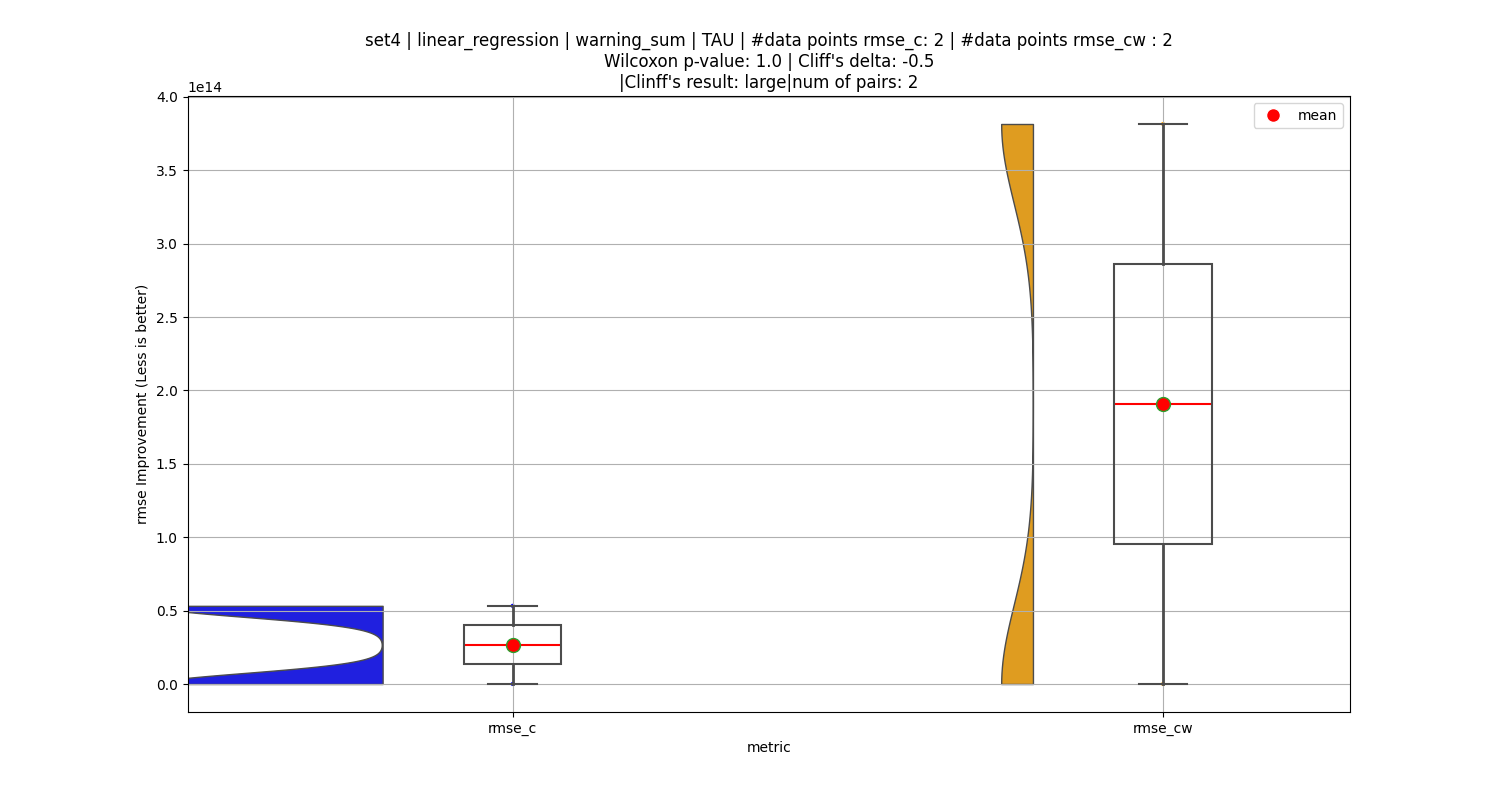 set4 | linear_regression | warning_sum | TAU | #data points rmse_c: 2 | #data points rmse_cw : 2
Wilcoxon p-value: 1.0 | Cliff's delta: -0.5
|Clinff's result: large|num of pairs: 2
1e14
4.0
3.5
3.0
2.5
2.0
1.5
1.0
0.5
0.0
rmse Improvement (Less is better)
mean
rmse_c
rmse_cw
metric